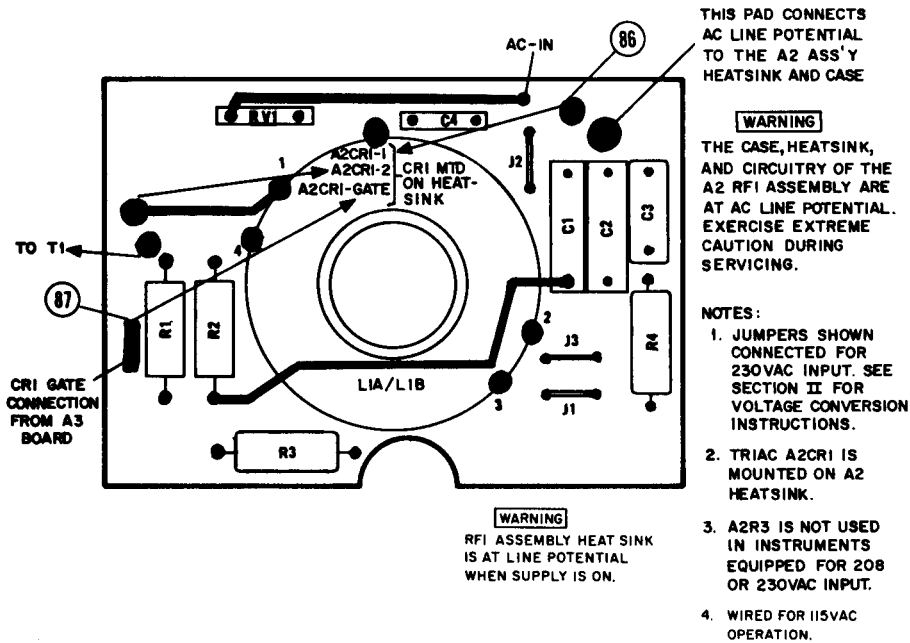 THIS PAD CONNECTS
AC LINE POTENTIAL
TO THE A2 ASS'Y
HEATSINK AND CASE
86
AC-IN
RV1
C4
WARNING
THE CASE, HEATSINK,
AND CIRCUITRY OF THE
A2 RFI ASSEMBLY ARE
AT AC LINE POTENTIAL.
EXERCISE EXTREME
CAUTION DURING
SERVICING.
A2CR1-1
A2CR1-2
A2CR1-GATE
CR1 MTD
ON HEAT-
SINK
1
J2
C1
C2
C3
4
TO T1
87
R1
R2
2
R4
J3
L1A/L1B
3
J1
CR1 GATE
CONNECTION
FROM A3
BOARD
R3
NOTES:
1. JUMPERS SHOWN
CONNECTED FOR
230VAC INPUT. SEE
SECTION II FOR
VOLTAGE CONVERSION
INSTRUCTIONS.
2. TRIAC A2CR1 IS
MOUNTED ON A2
HEATSINK.
3. A2R3 IS NOT USED
IN INSTRUMENTS
EQUIPPED FOR 208
OR 230VAC INPUT.
4. WIRED FOR 115VAC
OPERATION.
WARNING
RFI ASSEMBLY HEAT SINK
IS AT LINE POTENTIAL
WHEN SUPPLY IS ON.